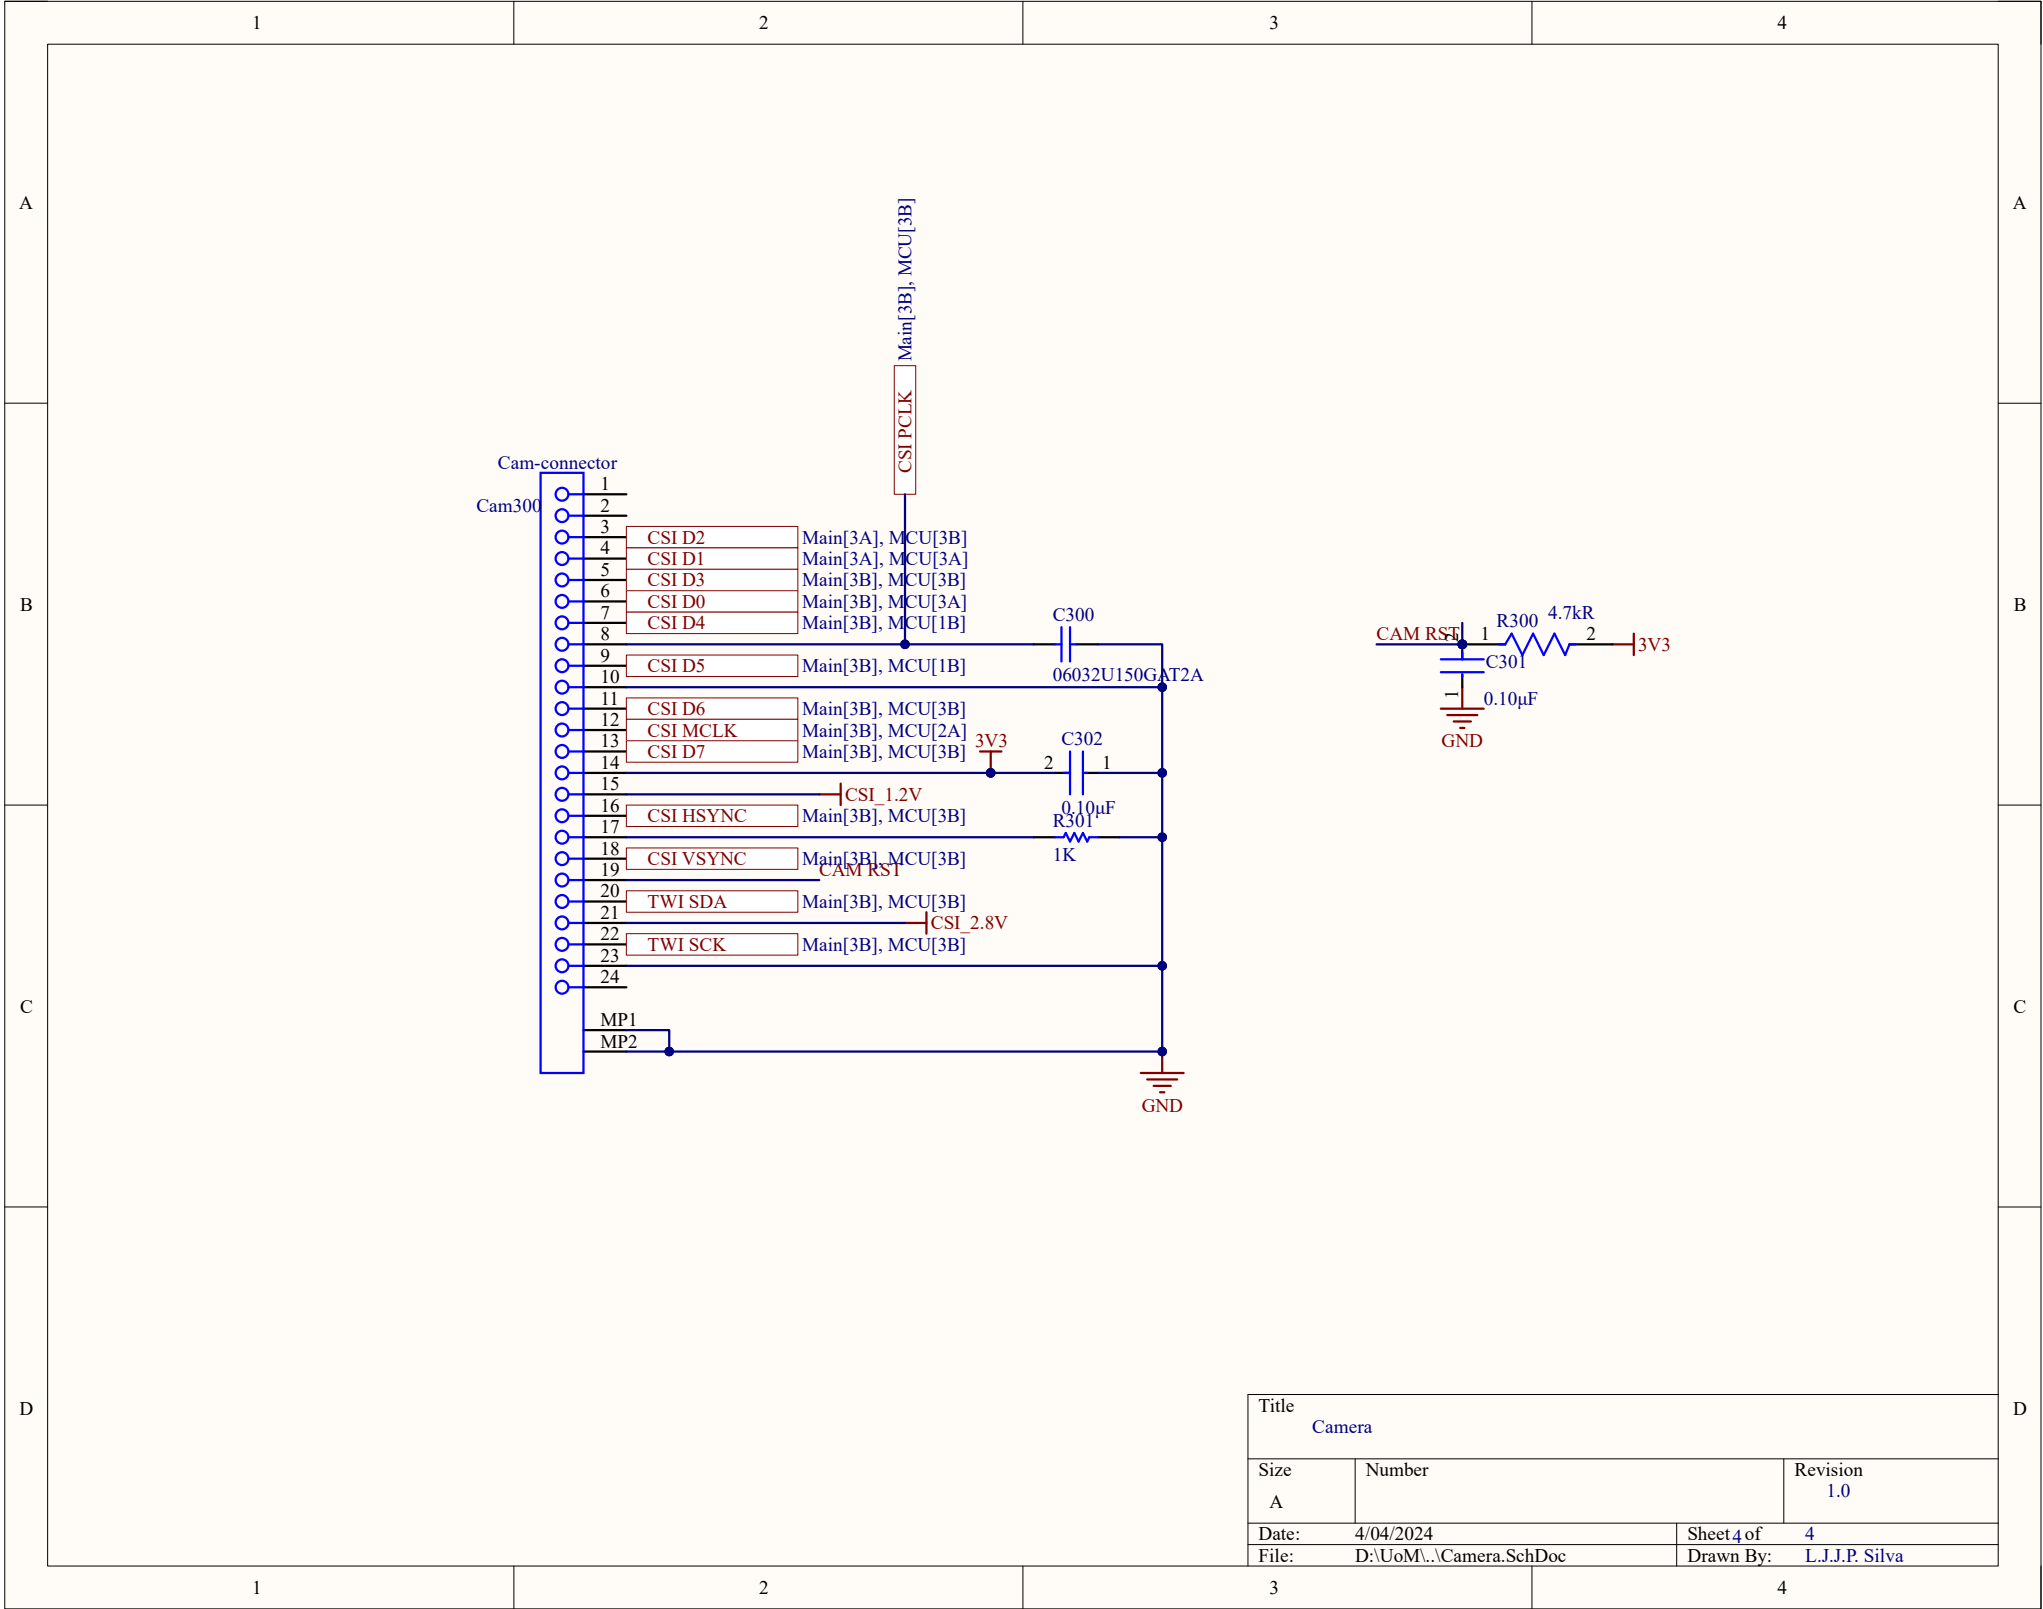 1 2 3 4
A A
Main[3B], MCU[3B]
CSI PCLK
B B
Cam-connector
Cam300
1
2
3 CSI D2 Main[3A], MCU[3B]
4 CSI D1 Main[3A], MCU[3A]
5 CSI D3 Main[3B], MCU[3B]
6 CSI D0 Main[3B], MCU[3A]
7 CSI D4 Main[3B], MCU[1B]
8
C300
06032U150GAT2A
9 CSI D5 Main[3B], MCU[1B]
10
11 CSI D6 Main[3B], MCU[3B]
12 CSI MCLK Main[3B], MCU[2A]
13 CSI D7 Main[3B], MCU[3B]
3V3
C302
14
2 1
0.10μF
15 CSI_1.2V
16 CSI HSYNC Main[3B], MCU[3B]
R301
17
1K
18 CSI VSYNC Main[3B], MCU[3B]
19 CAM RST
20 TWI SDA Main[3B], MCU[3B]
21 CSI_2.8V
22 TWI SCK Main[3B], MCU[3B]
23
24
MP1
MP2
GND
CAM RST 2 1 R300 4.7kR 2 3V3
C301
1 0.10μF
GND
C C
D D
Title
Camera
Size Number Revision
A 1.0
Date: 4/04/2024 Sheet 4 of 4
File: D:\UoM\..\Camera.SchDoc Drawn By: L.J.J.P. Silva
1 2 3 4